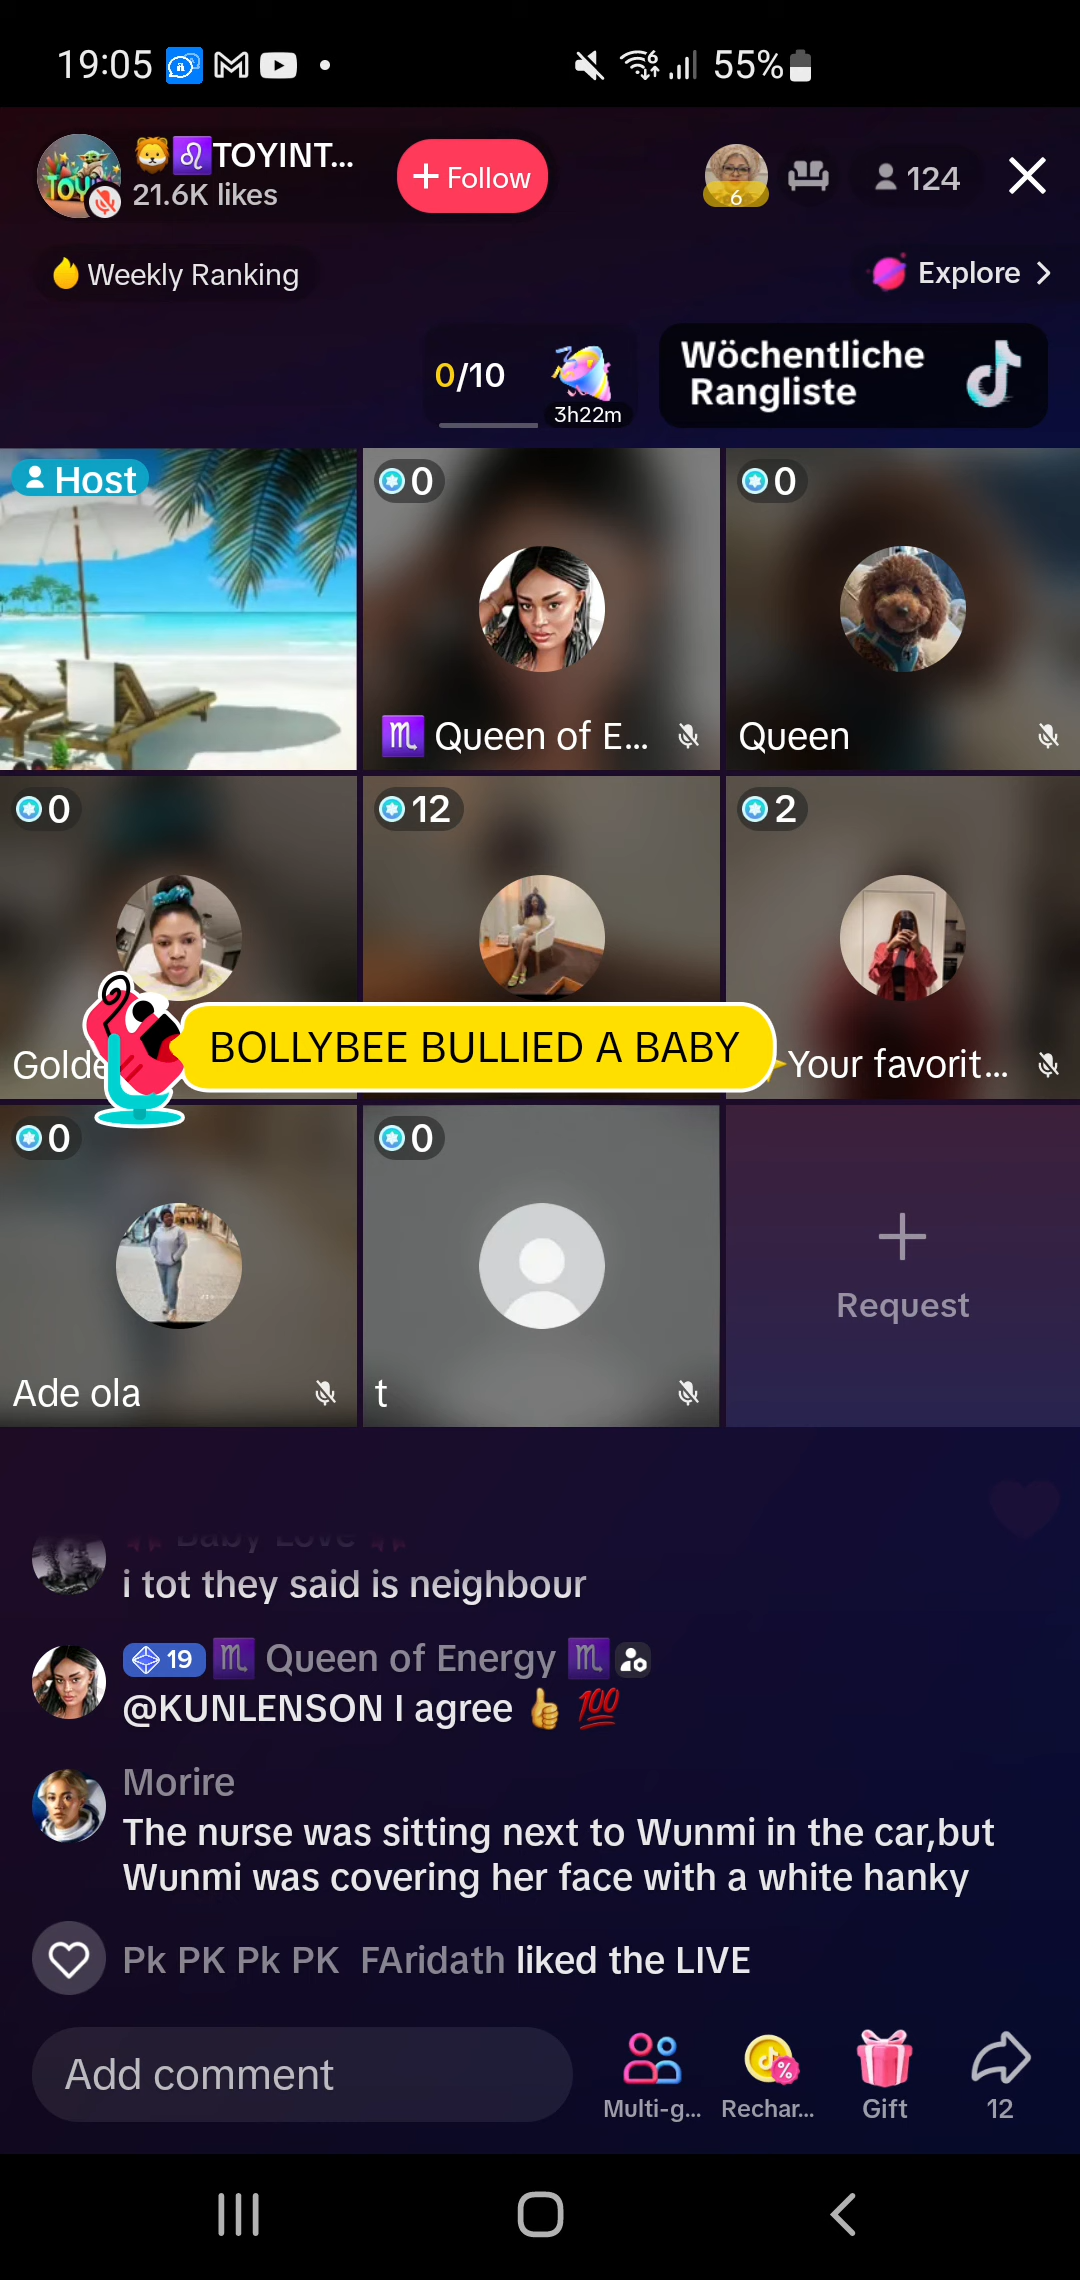 19:05 55%
🦁♌TOYINT...
21.6K likes
+ Follow
6
124
Weekly Ranking
Explore >
0/10
3h22m
Wöchentliche
Rangliste
Host
0
0
♏ Queen of E...
Queen
0
12
2
Golde
BOLLYBEE BULLIED A BABY
Your favorit...
0
0
Request
Ade ola
t
Baby Love
i tot they said is neighbour
19 ♏ Queen of Energy ♏
@KUNLENSON I agree 👍 💯
Morire
The nurse was sitting next to Wunmi in the car,but
Wunmi was covering her face with a white hanky
Pk PK Pk PK FAridath liked the LIVE
Add comment
Multi-g...
Rechar...
Gift
12